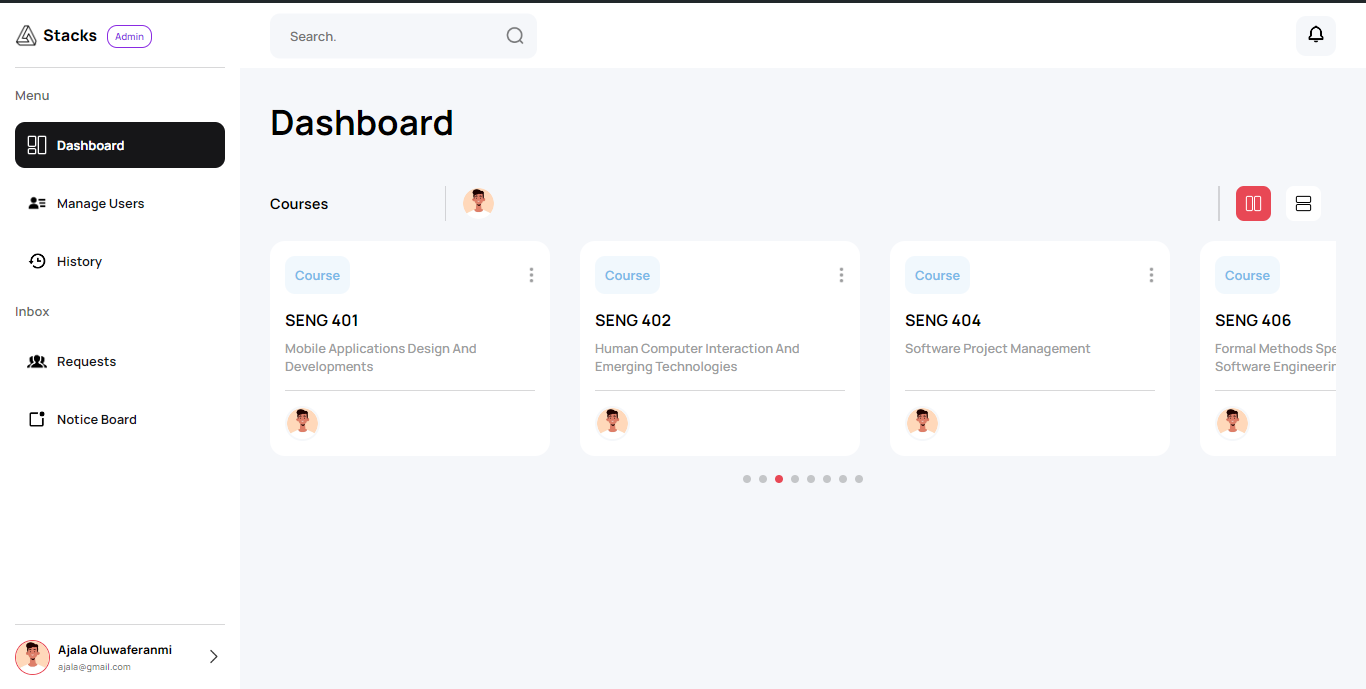 Stacks Admin
Search.
Menu
Dashboard
Manage Users
History
Inbox
Requests
Notice Board
Ajala Oluwaferanmi
ajala@gmail.com
Dashboard
Courses
Course
SENG 401
Mobile Applications Design And
Developments
Course
SENG 402
Human Computer Interaction And
Emerging Technologies
Course
SENG 404
Software Project Management
Course
SENG 406
Formal Methods Spe
Software Engineerin